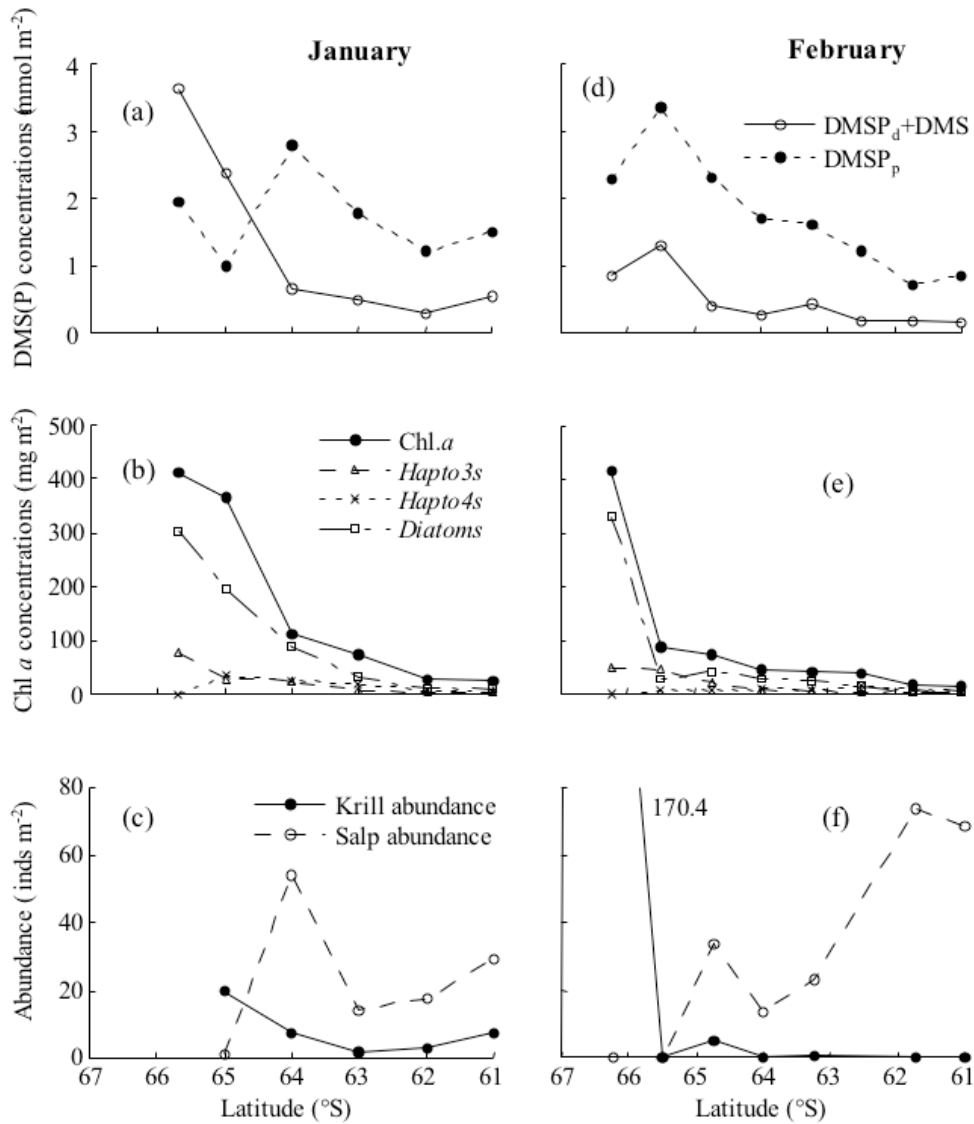 January
February
DMS(P) concentrations (mmol m-2)
4
3
2
1
0
(a)
(d)
DMSPd+DMS
DMSPp
Chl a concentrations (mg m-2)
500
400
300
200
100
0
(b)
Chl.a
Hapto3s
Hapto4s
Diatoms
(e)
Abundance ( inds m-2)
80
60
40
20
0
(c)
Krill abundance
Salp abundance
170.4
(f)
67 66 65 64 63 62 61
67 66 65 64 63 62 61
Latitude (°S)
Latitude (°S)